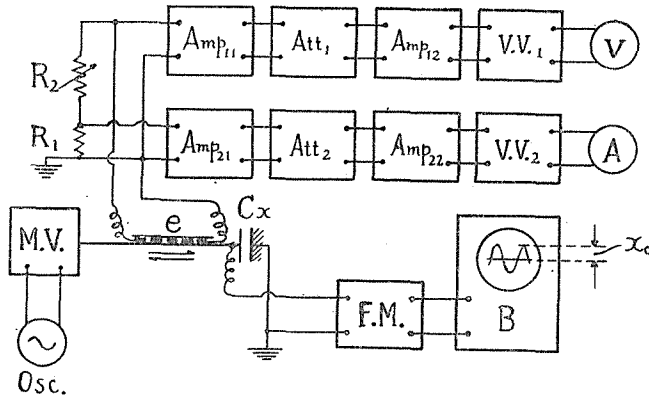 Amp₁₁ Att₁ Amp₁₂ V.V.₁ V
R₂
R₁ Amp₂₁ Att₂ Amp₂₂ V.V.₂ A
e Cx
M.V.
x₀
F.M. B
Osc.